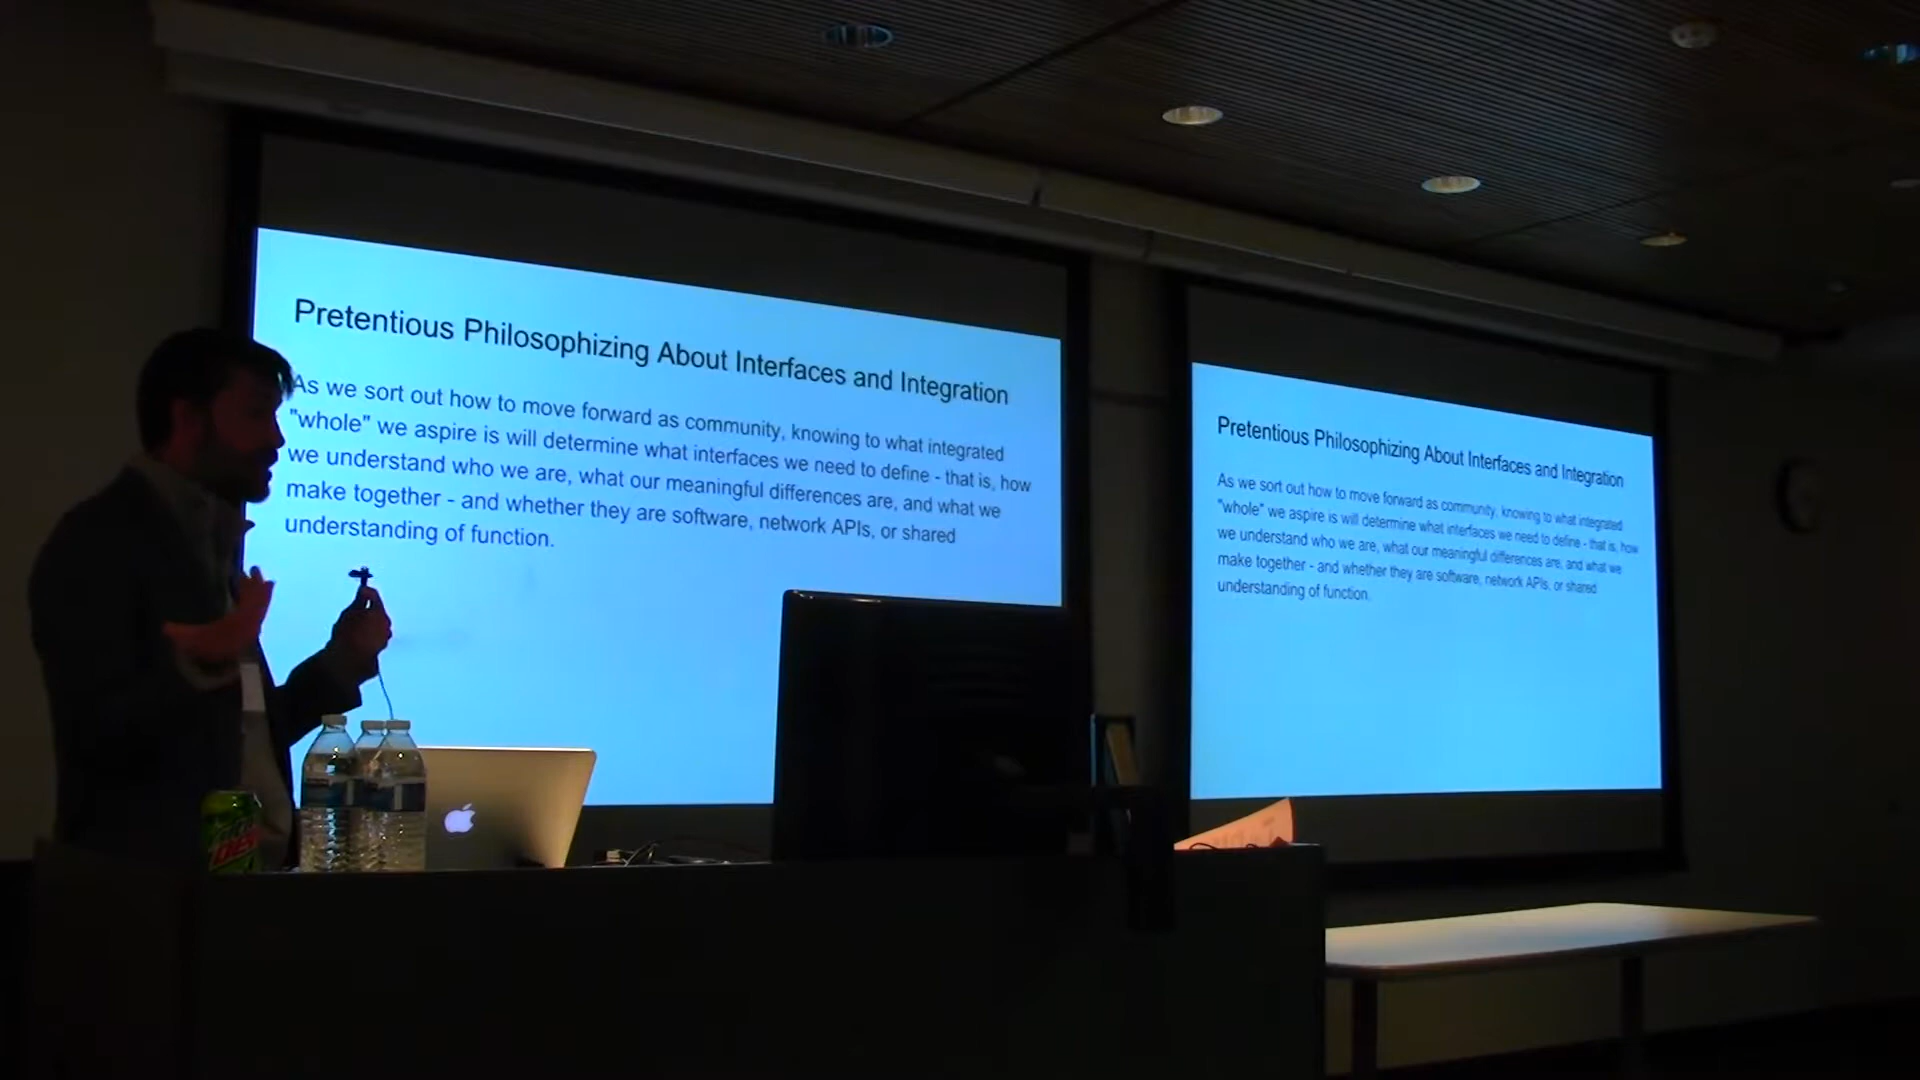 Pretentious Philosophizing About Interfaces and Integration
As we sort out how to move forward as community, knowing to what integrated
"whole" we aspire is will determine what interfaces we need to define - that is, how
we understand who we are, what our meaningful differences are, and what we
make together - and whether they are software, network APIs, or shared
understanding of function.
Pretentious Philosophizing About Interfaces and Integration
As we sort out how to move forward as community, knowing to what integrated
"whole" we aspire is will determine what interfaces we need to define - that is, how
we understand who we are, what our meaningful differences are, and what we
make together - and whether they are software, network APIs, or shared
understanding of function.
DEW